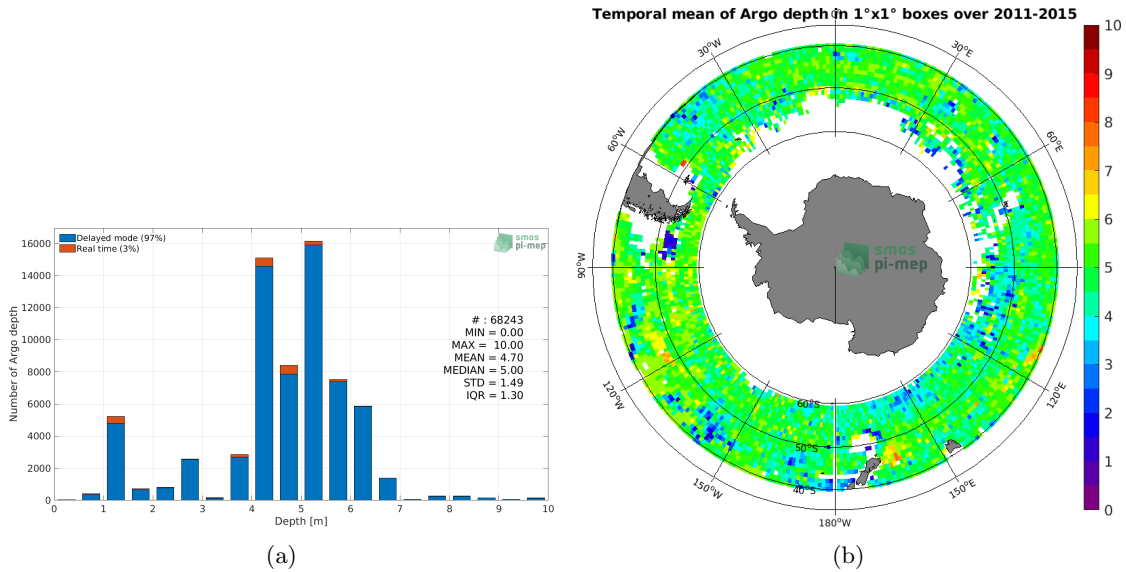 Temporal mean of Argo depth in 1°x1° boxes over 2011-2015
Delayed mode (97%)
Real time (3%)
smos
pi-mep
# : 68243
MIN = 0.00
MAX = 10.00
MEAN = 4.70
MEDIAN = 5.00
STD = 1.49
IQR = 1.30
Number of Argo depth
0
2000
4000
6000
8000
10000
12000
14000
16000
0 1 2 3 4 5 6 7 8 9 10
Depth [m]
(a)
0°
30°E
60°E
120°E
150°E
180°W
150°W
120°W
90°W
60°W
30°W
60°S
50°S
40°S
smos
pi-mep
10
9
8
7
6
5
4
3
2
1
0
(b)